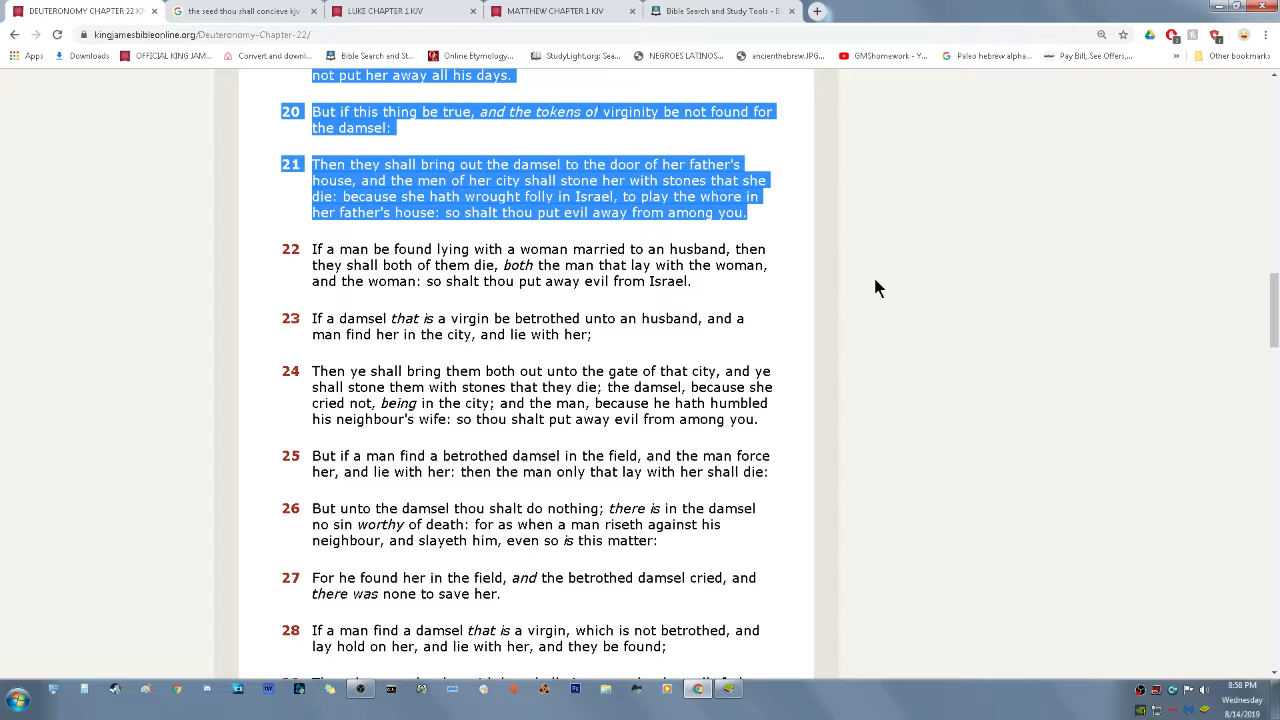 DEUTERONOMY CHAPTER 22 KJV
the seed thou shall concieve kjv
LUKE CHAPTER 1 KJV
MATTHEW CHAPTER 1 KJV
Bible Search and Study Tools - B
kingjamesbibleonline.org/Deuteronomy-Chapter-22/
Apps
Downloads
OFFICIAL KING JAM...
Convert and downl...
Bible Search and St...
Online Etymology...
StudyLight.org: Stu...
NEGROES LATINOS...
ancienthebrew.JPG...
GMShomework - Y...
Paleo hebrew alpha...
Pay Bill, See Offers,...
»
Other bookmarks
not put her away all his days.
20 But if this thing be true, and the tokens of virginity be not found for
the damsel:
21 Then they shall bring out the damsel to the door of her father's
house, and the men of her city shall stone her with stones that she
die: because she hath wrought folly in Israel, to play the whore in
her father's house: so shalt thou put evil away from among you.
22 If a man be found lying with a woman married to an husband, then
they shall both of them die, both the man that lay with the woman,
and the woman: so shalt thou put away evil from Israel.
23 If a damsel that is a virgin be betrothed unto an husband, and a
man find her in the city, and lie with her;
24 Then ye shall bring them both out unto the gate of that city, and ye
shall stone them with stones that they die; the damsel, because she
cried not, being in the city; and the man, because he hath humbled
his neighbour's wife: so thou shalt put away evil from among you.
25 But if a man find a betrothed damsel in the field, and the man force
her, and lie with her: then the man only that lay with her shall die:
26 But unto the damsel thou shalt do nothing; there is in the damsel
no sin worthy of death: for as when a man riseth against his
neighbour, and slayeth him, even so is this matter:
27 For he found her in the field, and the betrothed damsel cried, and
there was none to save her.
28 If a man find a damsel that is a virgin, which is not betrothed, and
lay hold on her, and lie with her, and they be found;
8:58 PM
Wednesday
8/14/2019